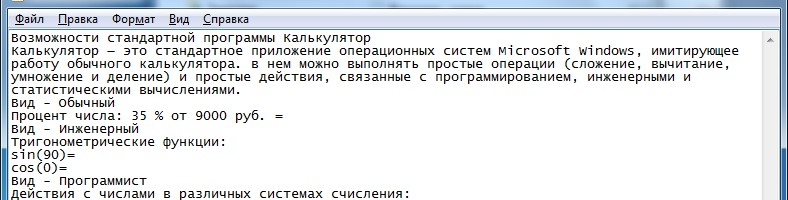 Файл Правка Формат Вид Справка
Возможности стандартной программы Калькулятор
Калькулятор – это стандартное приложение операционных систем Microsoft Windows, имитирующее
работу обычного калькулятора. в нем можно выполнять простые операции (сложение, вычитание,
умножение и деление) и простые действия, связанные с программированием, инженерными и
статистическими вычислениями.
Вид - Обычный
Процент числа: 35 % от 9000 руб. =
Вид - Инженерный
Тригонометрические функции:
sin(90)=
cos(0)=
Вид - Программист
Действия с числами в различных системах счисления: